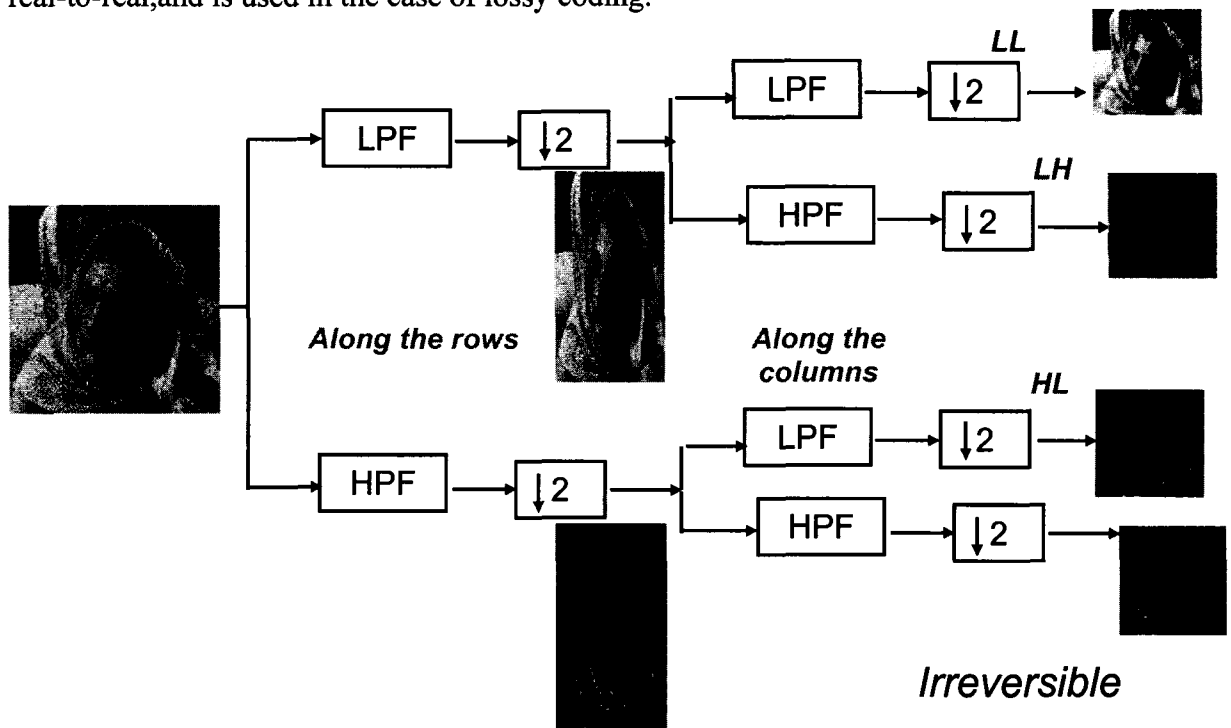 real-to-real,and is used in the case of lossy coding.
LL
LPF
↓2
LPF
↓2
LH
HPF
↓2
Along the rows
Along the
columns
HL
LPF
↓2
HPF
↓2
HPF
↓2
Irreversible